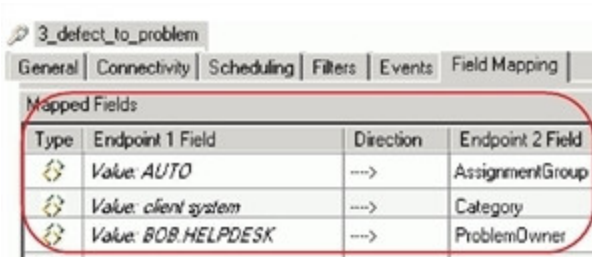 3_defect_to_problem
General Connectivity Scheduling Filters Events Field Mapping
Mapped Fields
Type Endpoint 1 Field Direction Endpoint 2 Field
Value: AUTO ----> AssignmentGroup
Value: client system ----> Category
Value: BOB.HELPDESK ----> ProblemOwner